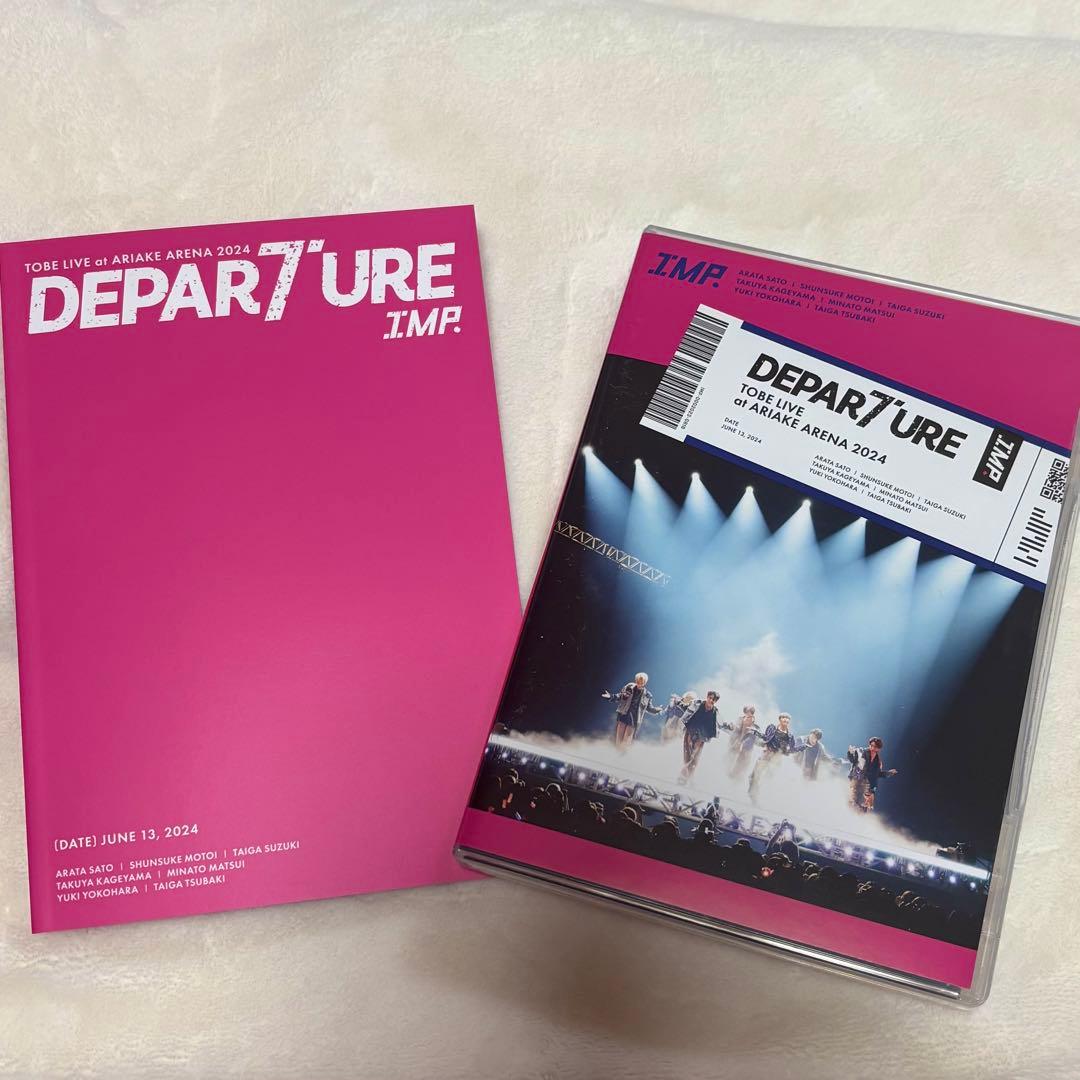 TOBE LIVE at ARIAKE ARENA 2024
DEPAR7URE
IMP.
(DATE) JUNE 13, 2024
ARATA SATO | SHUNSUKE MOTOI | TAIGA SUZUKI
TAKUYA KAGEYAMA | MINATO MATSUI
YUKI YOKOHARA | TAIGA TSUBAKI
IMP.
ARATA SATO | SHUNSUKE MOTOI | TAIGA SUZUKI
TAKUYA KAGEYAMA | MINATO MATSUI
YUKI YOKOHARA | TAIGA TSUBAKI
DEPAR7URE
TOBE LIVE
at ARIAKE ARENA 2024
DATE
JUNE 13, 2024
ARATA SATO | SHUNSUKE MOTOI | TAIGA SUZUKI
TAKUYA KAGEYAMA | MINATO MATSUI
YUKI YOKOHARA | TAIGA TSUBAKI
IMP.